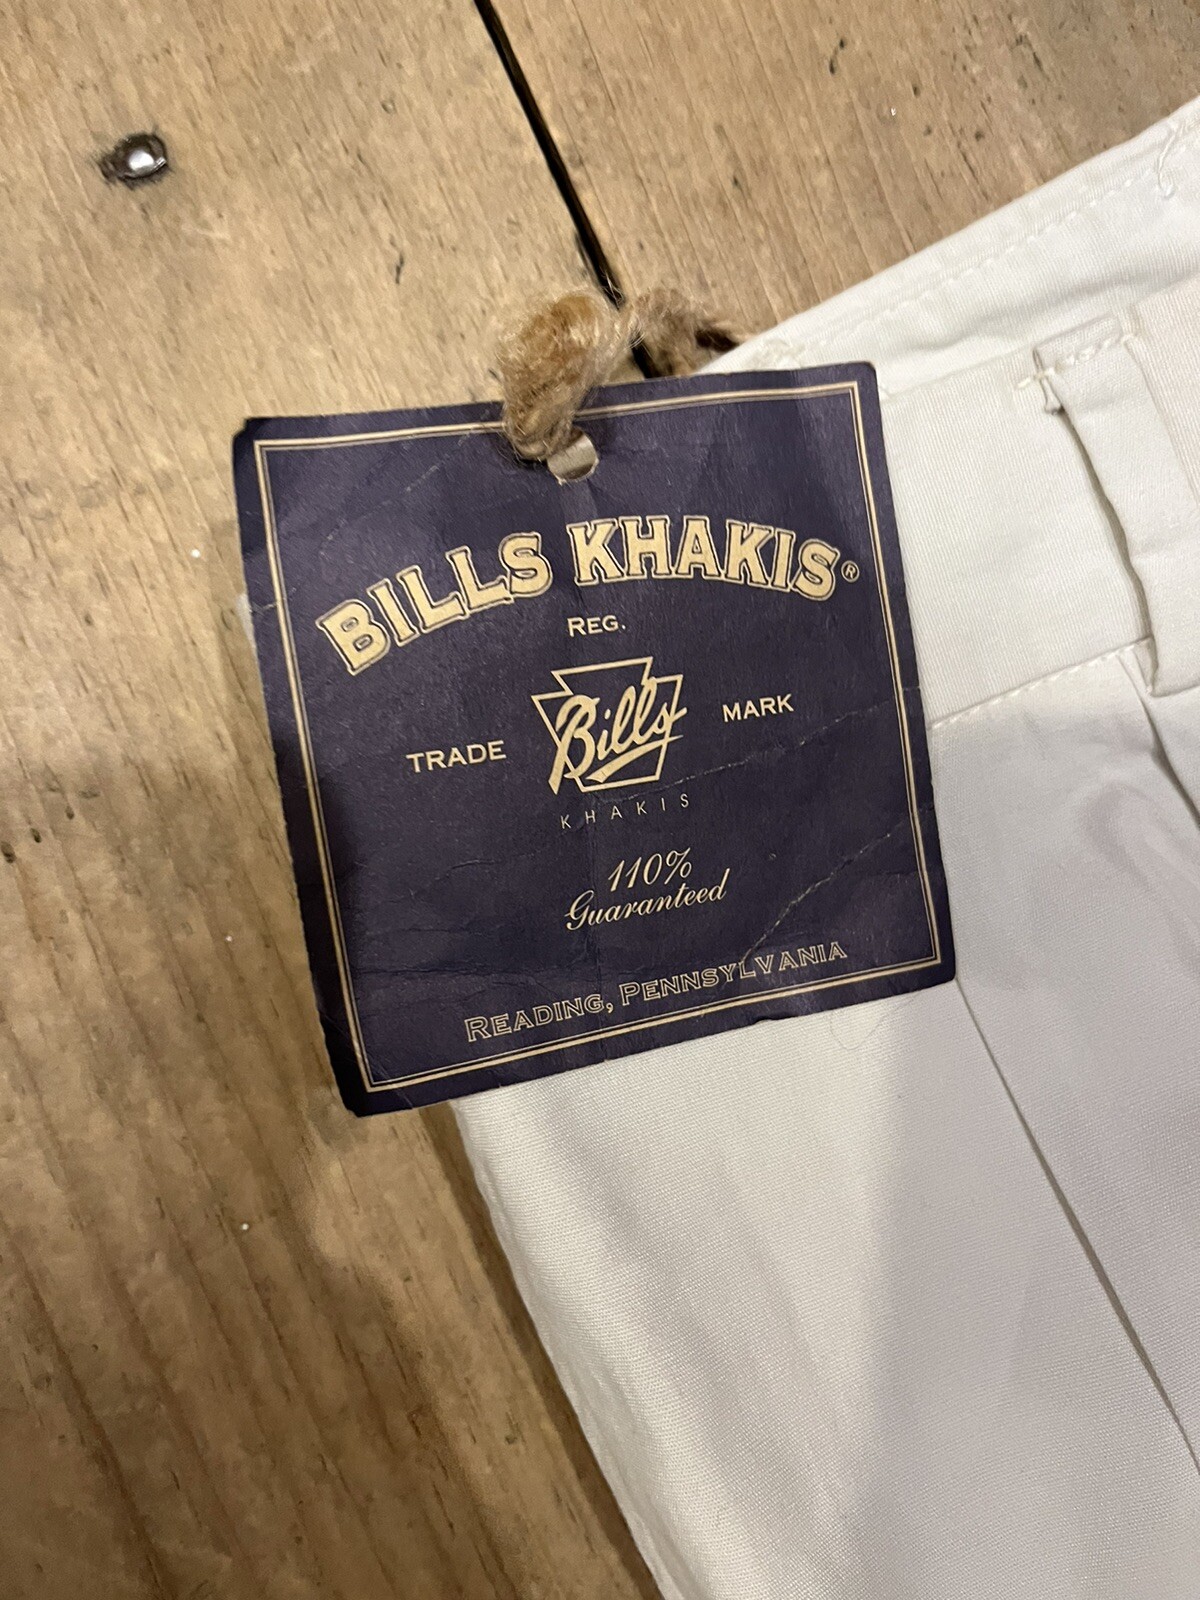 BILLS KHAKIS®
REG.
TRADE Bills MARK
KHAKIS
110%
Guaranteed
READING, PENNSYLVANIA